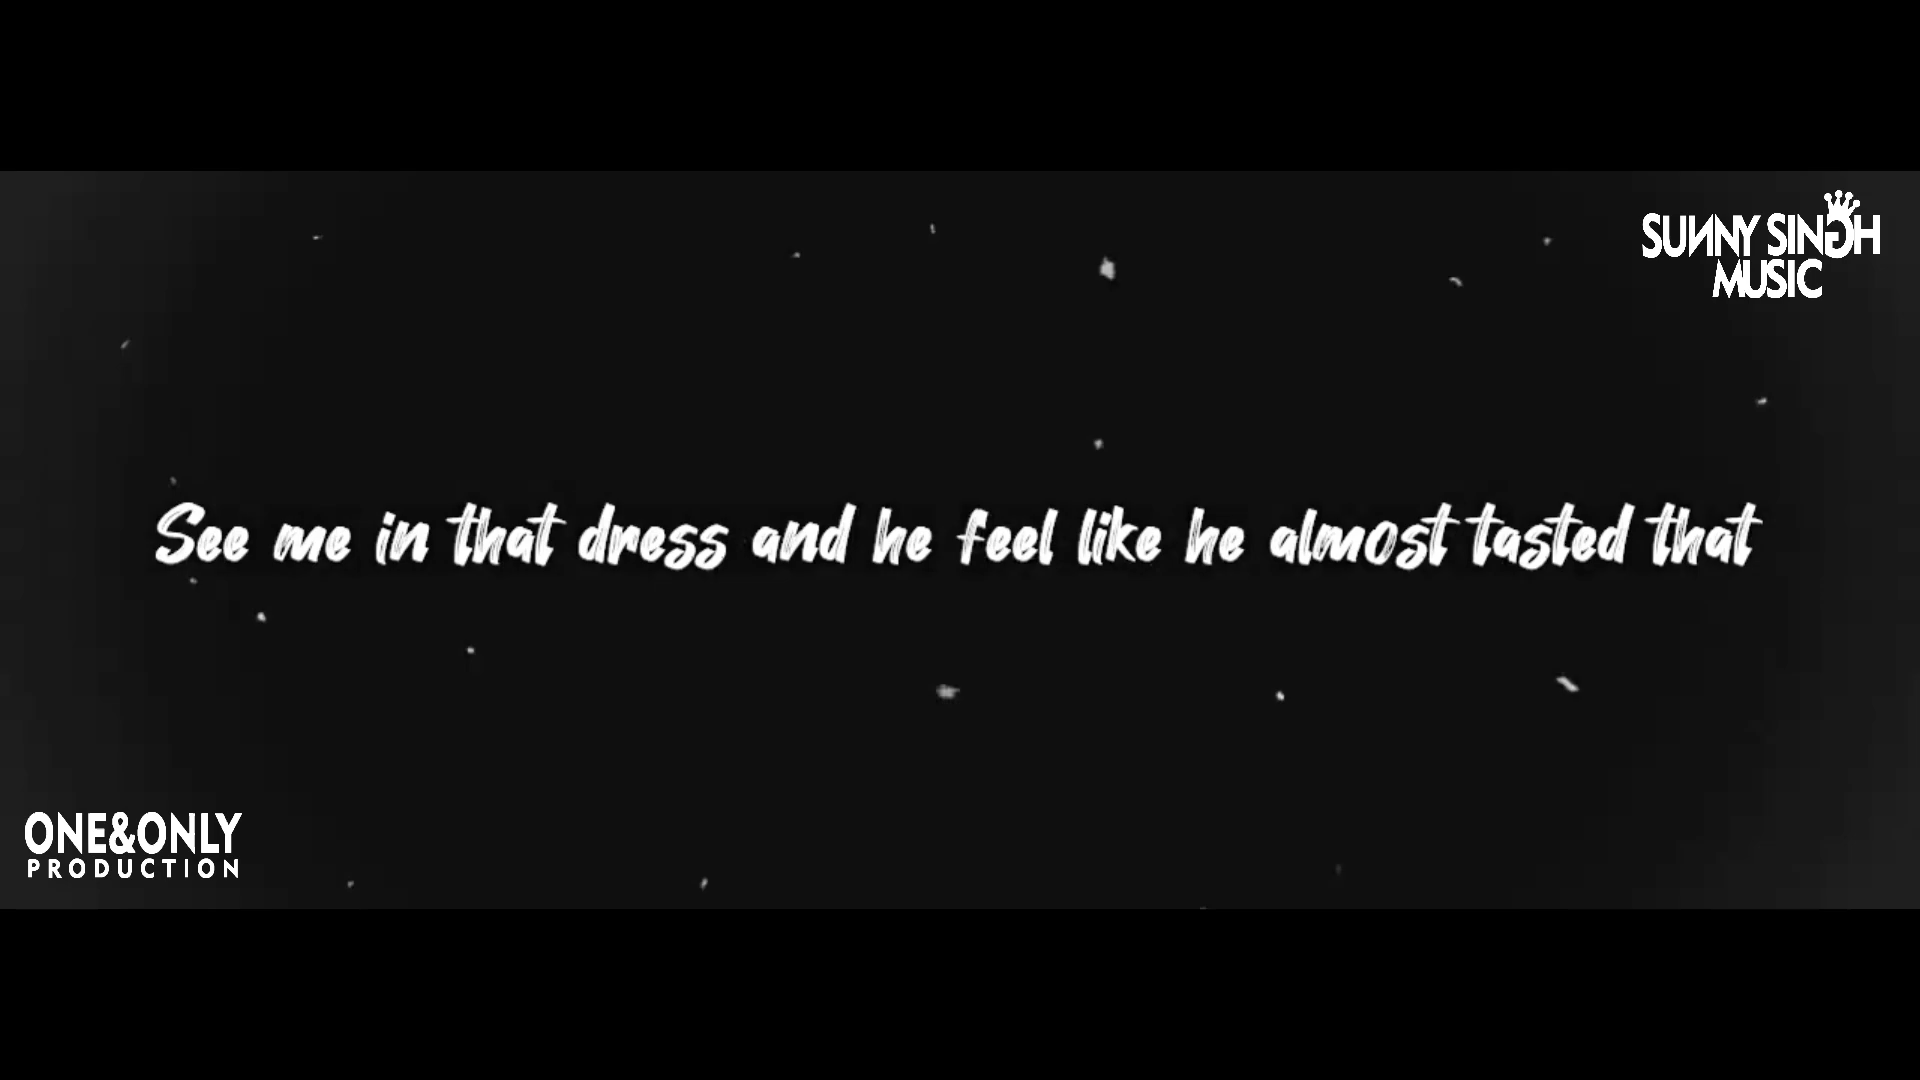 SUNNY SINGH
MUSIC
See me in that dress and he feel like he almost tasted that
ONE&ONLY
PRODUCTION